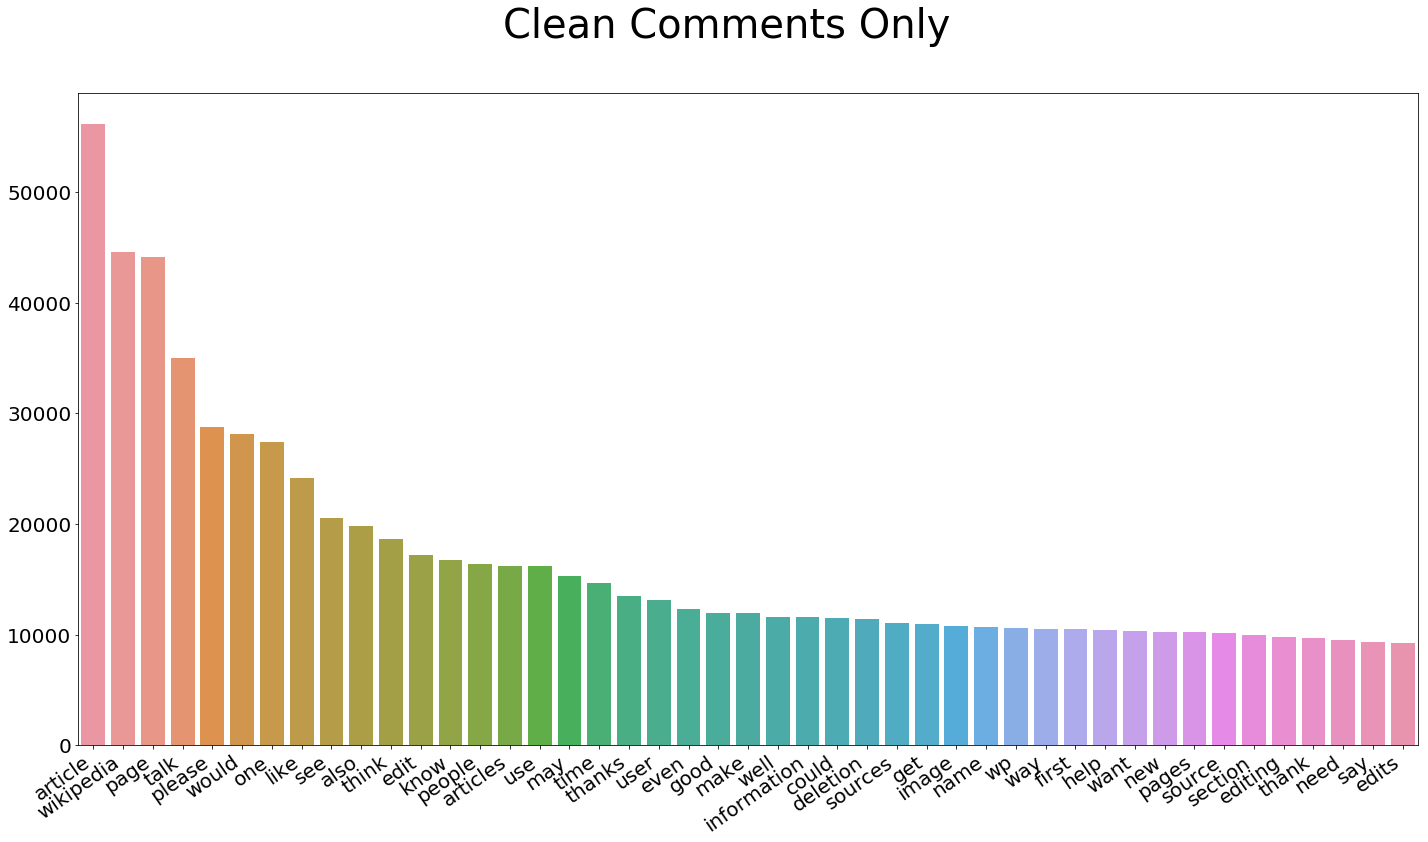 Clean Comments Only
50000
40000
30000
20000
10000
0
article
wikipedia
page
talk
please
would
one
like
see
also
think
edit
know
people
articles
use
may
time
thanks
user
even
good
make
well
information
could
deletion
sources
get
image
name
wp
way
first
help
want
new
pages
source
section
editing
thank
need
say
edits